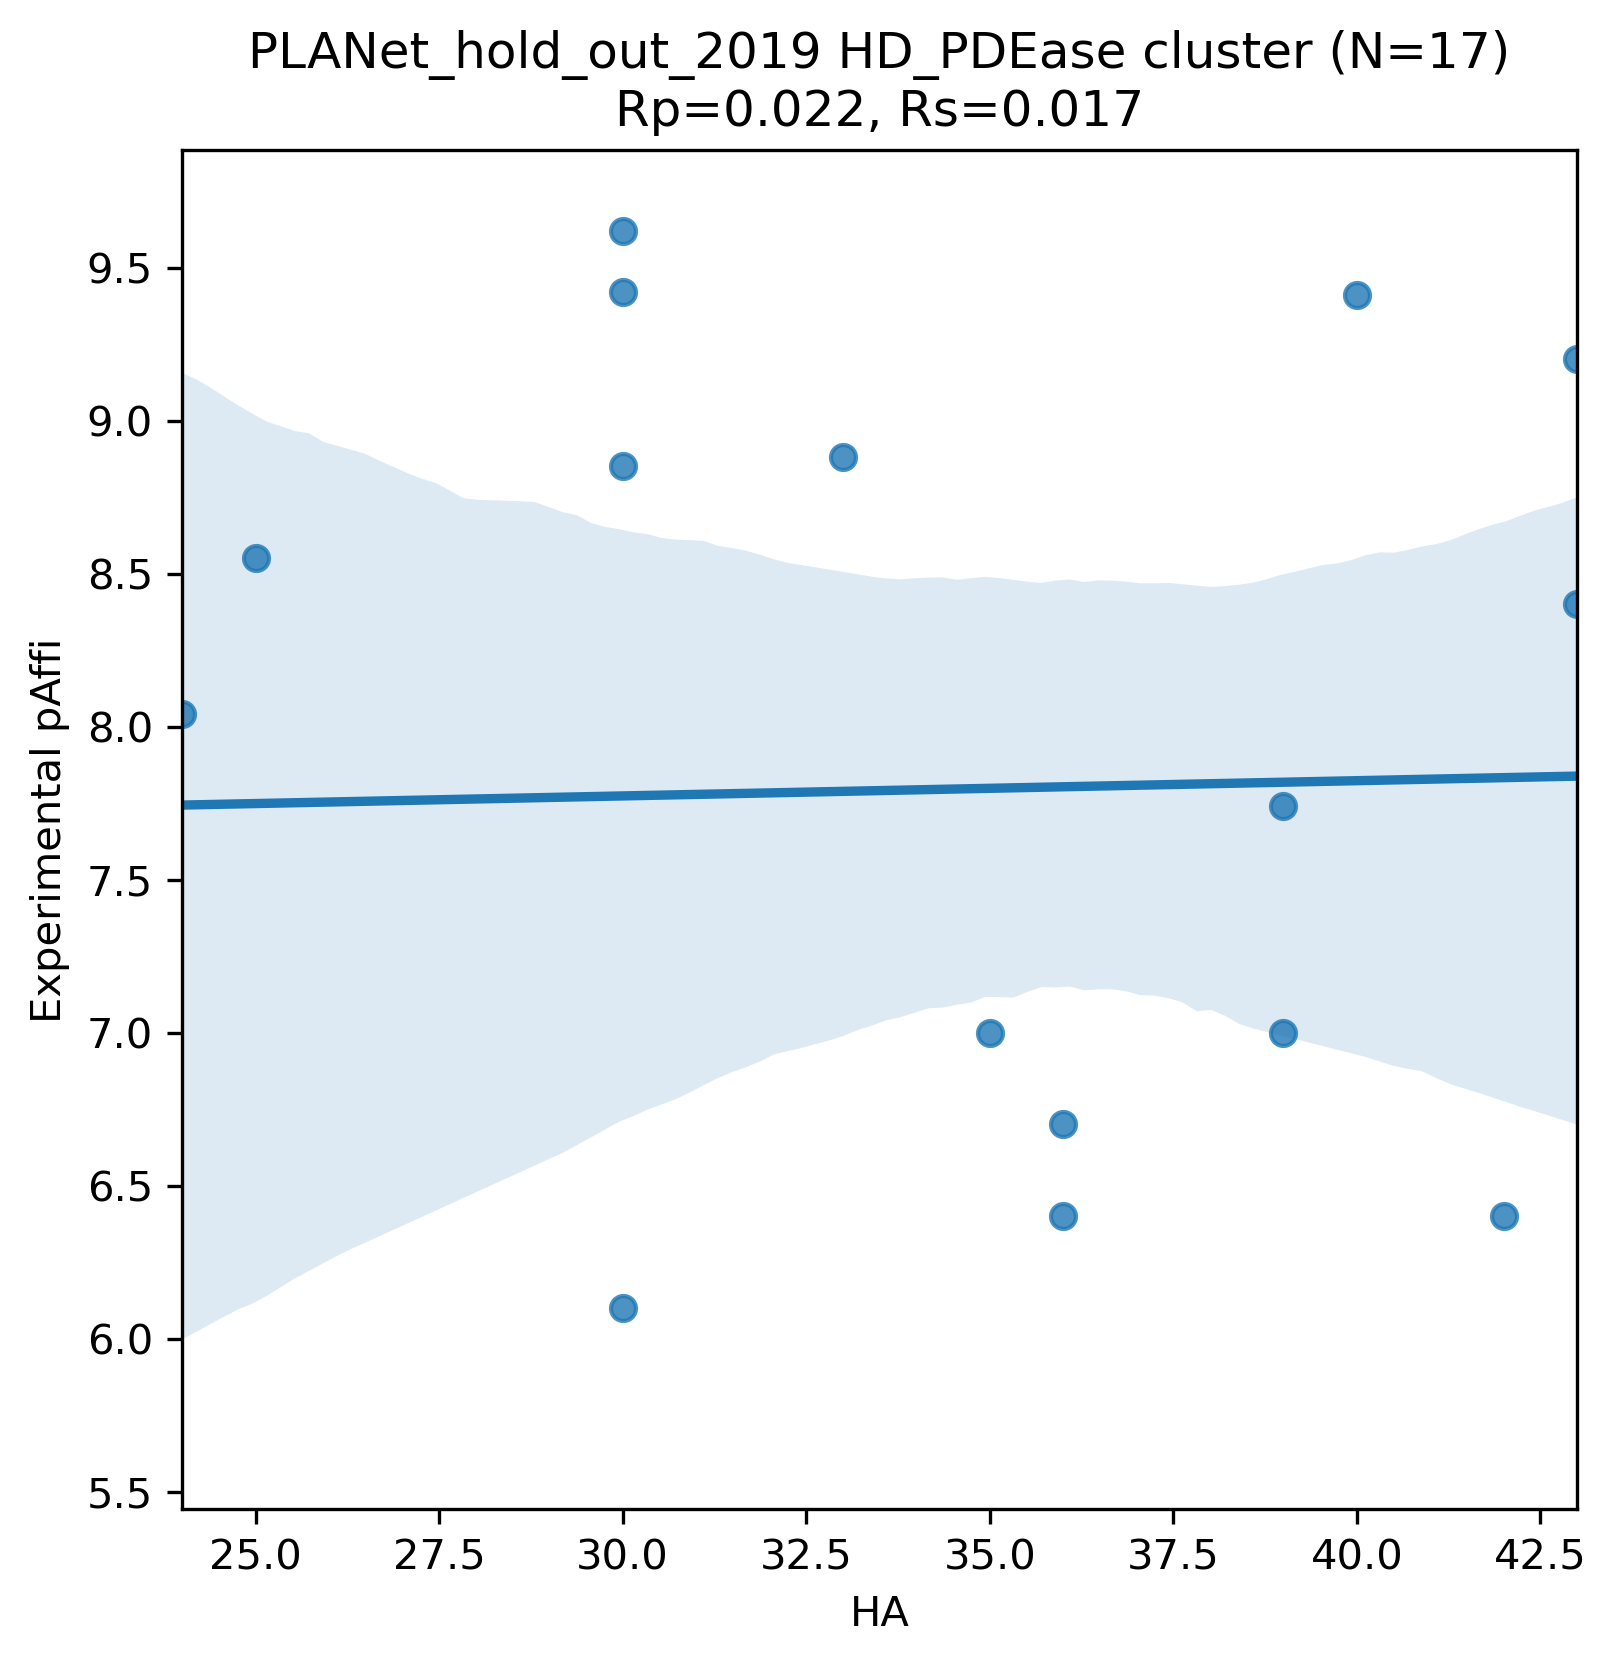 PLANet_hold_out_2019 HD_PDEase cluster (N=17)
Rp=0.022, Rs=0.017
9.5
9.0
8.5
8.0
7.5
7.0
6.5
6.0
5.5
Experimental pAffi
25.0 27.5 30.0 32.5 35.0 37.5 40.0 42.5
HA